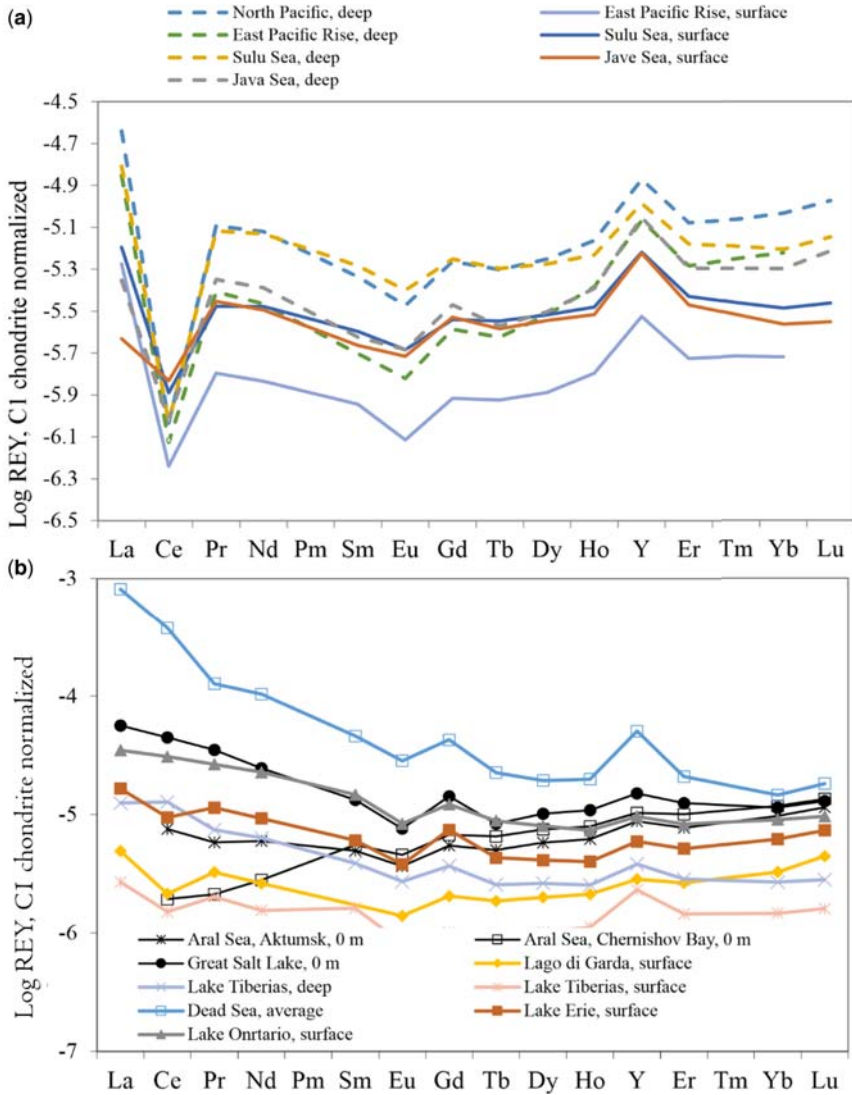 (a)
North Pacific, deep
East Pacific Rise, surface
East Pacific Rise, deep
Sulu Sea, surface
Sulu Sea, deep
Jave Sea, surface
Java Sea, deep
Log REY, C1 chondrite normalized
-4.5
-4.7
-4.9
-5.1
-5.3
-5.5
-5.7
-5.9
-6.1
-6.3
-6.5
La Ce Pr Nd Pm Sm Eu Gd Tb Dy Ho Y Er Tm Yb Lu
(b)
Log REY, C1 chondrite normalized
-3
-4
-5
-6
-7
Aral Sea, Aktumsk, 0 m
Aral Sea, Chernishov Bay, 0 m
Great Salt Lake, 0 m
Lago di Garda, surface
Lake Tiberias, deep
Lake Tiberias, surface
Dead Sea, average
Lake Erie, surface
Lake Onrtario, surface
La Ce Pr Nd Pm Sm Eu Gd Tb Dy Ho Y Er Tm Yb Lu